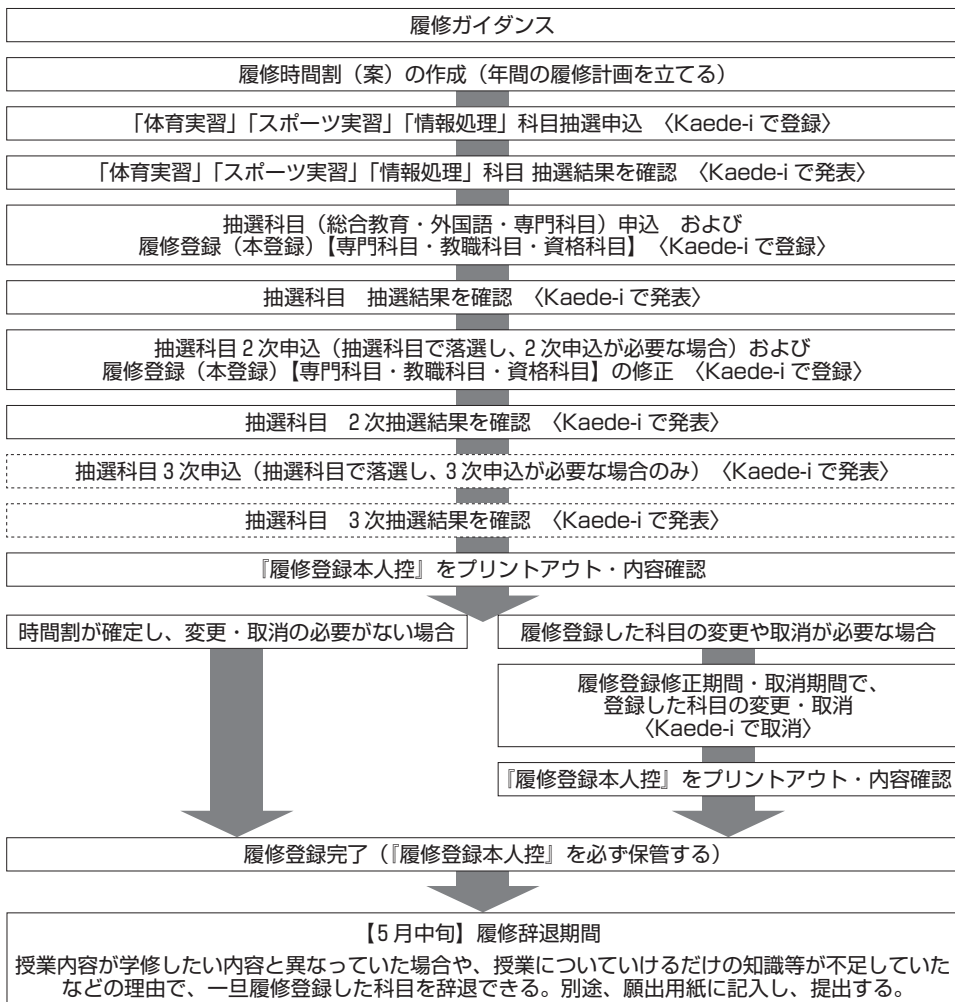 履修ガイダンス
履修時間割（案）の作成（年間の履修計画を立てる）
「体育実習」「スポーツ実習」「情報処理」科目抽選申込　〈Kaede-i で登録〉
「体育実習」「スポーツ実習」「情報処理」科目 抽選結果を確認　〈Kaede-i で発表〉
抽選科目（総合教育・外国語・専門科目）申込　および
履修登録（本登録）【専門科目・教職科目・資格科目】〈Kaede-i で登録〉
抽選科目　抽選結果を確認　〈Kaede-i で発表〉
抽選科目 2 次申込（抽選科目で落選し、2 次申込が必要な場合）および
履修登録（本登録）【専門科目・教職科目・資格科目】の修正　〈Kaede-i で登録〉
抽選科目　2 次抽選結果を確認　〈Kaede-i で発表〉
抽選科目 3 次申込（抽選科目で落選し、3 次申込が必要な場合のみ）〈Kaede-i で発表〉
抽選科目　3 次抽選結果を確認　〈Kaede-i で発表〉
『履修登録本人控』をプリントアウト・内容確認
時間割が確定し、変更・取消の必要がない場合
履修登録した科目の変更や取消が必要な場合
履修登録修正期間・取消期間で、
登録した科目の変更・取消
〈Kaede-i で取消〉
『履修登録本人控』をプリントアウト・内容確認
履修登録完了（『履修登録本人控』を必ず保管する）
【5 月中旬】履修辞退期間
授業内容が学修したい内容と異なっていた場合や、授業についていけるだけの知識等が不足していた
などの理由で、一旦履修登録した科目を辞退できる。別途、願出用紙に記入し、提出する。